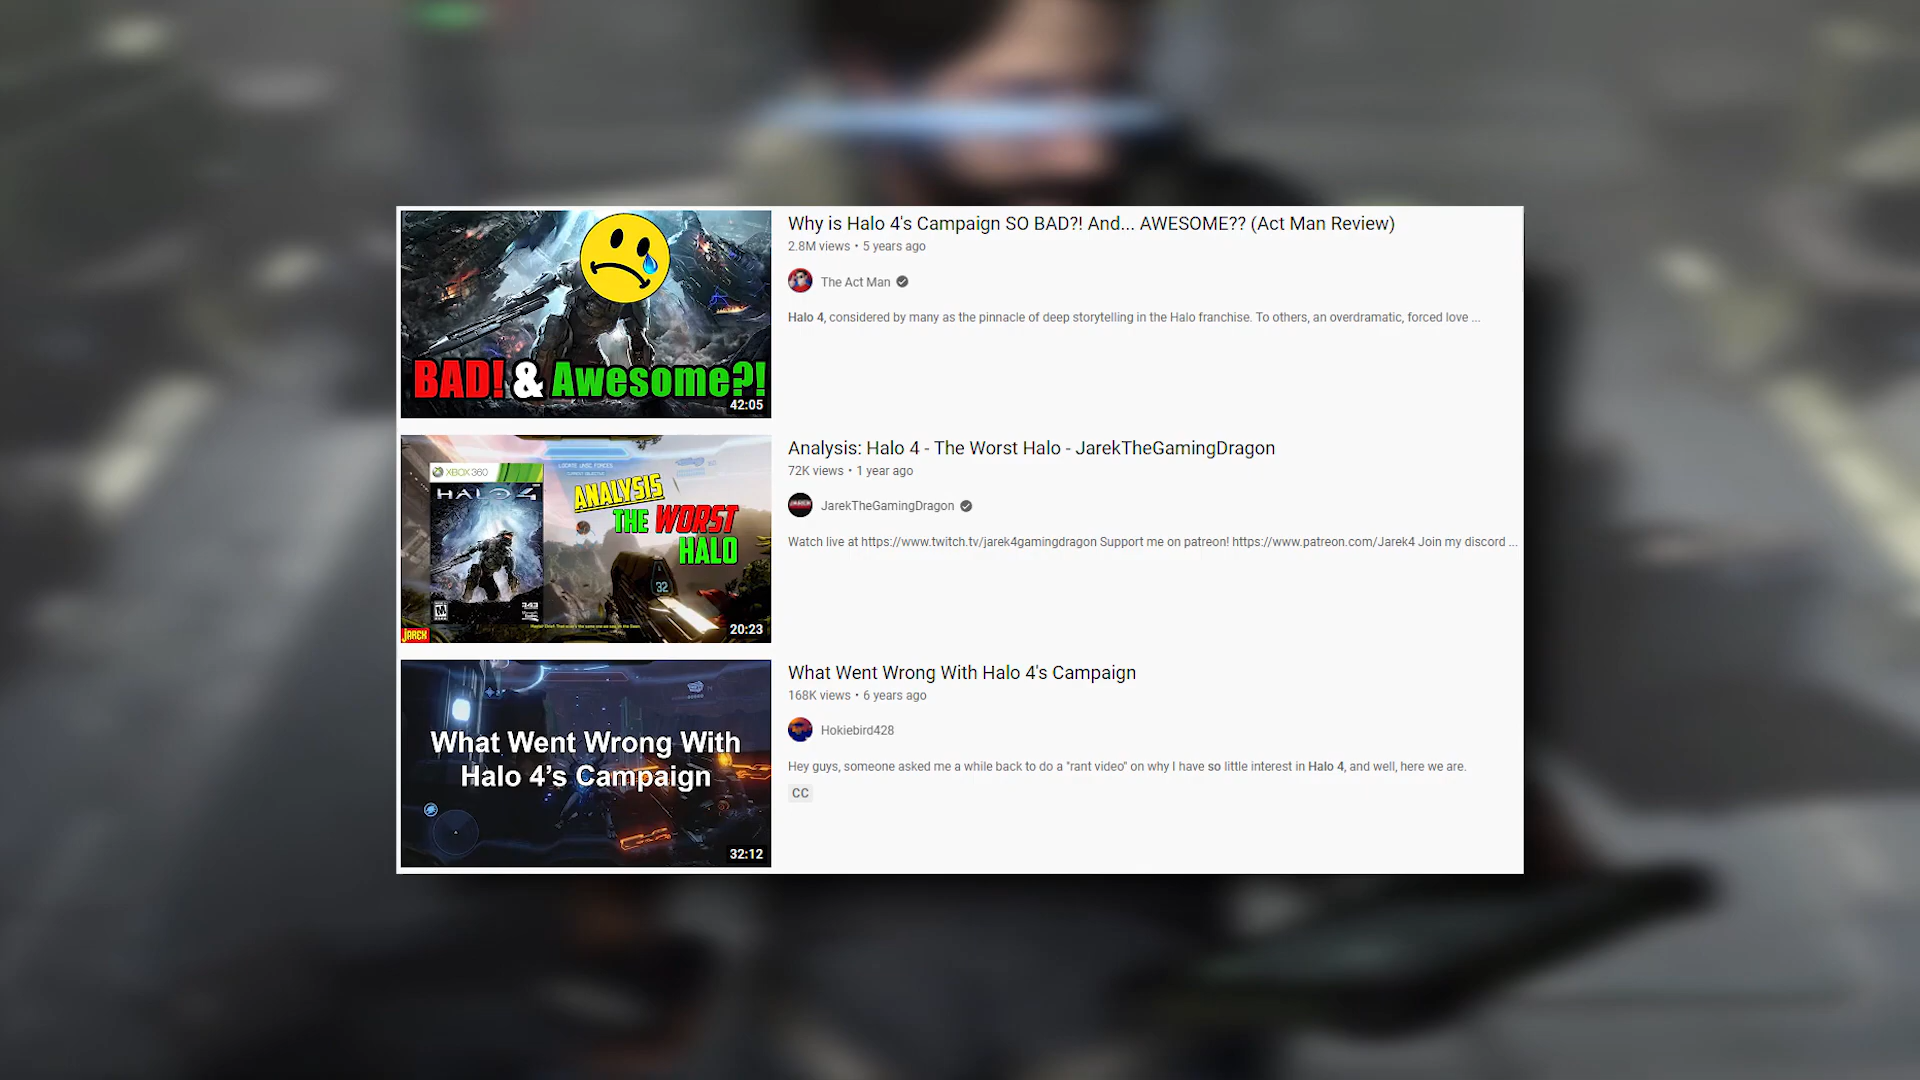 Why is Halo 4's Campaign SO BAD?! And... AWESOME?? (Act Man Review)
2.8M views • 5 years ago
The Act Man
Halo 4, considered by many as the pinnacle of deep storytelling in the Halo franchise. To others, an overdramatic, forced love ...
BAD! & Awesome?!
42:05
Analysis: Halo 4 - The Worst Halo - JarekTheGamingDragon
72K views • 1 year ago
JarekTheGamingDragon
Watch live at https://www.twitch.tv/jarek4gamingdragon Support me on patreon! https://www.patreon.com/Jarek4 Join my discord ...
XBOX 360
HALO 4
ANALYSIS
THE WORST
HALO
32
343
JAREK
20:23
What Went Wrong With Halo 4's Campaign
168K views • 6 years ago
Hokiebird428
Hey guys, someone asked me a while back to do a "rant video" on why I have so little interest in Halo 4, and well, here we are.
CC
What Went Wrong With
Halo 4's Campaign
32:12